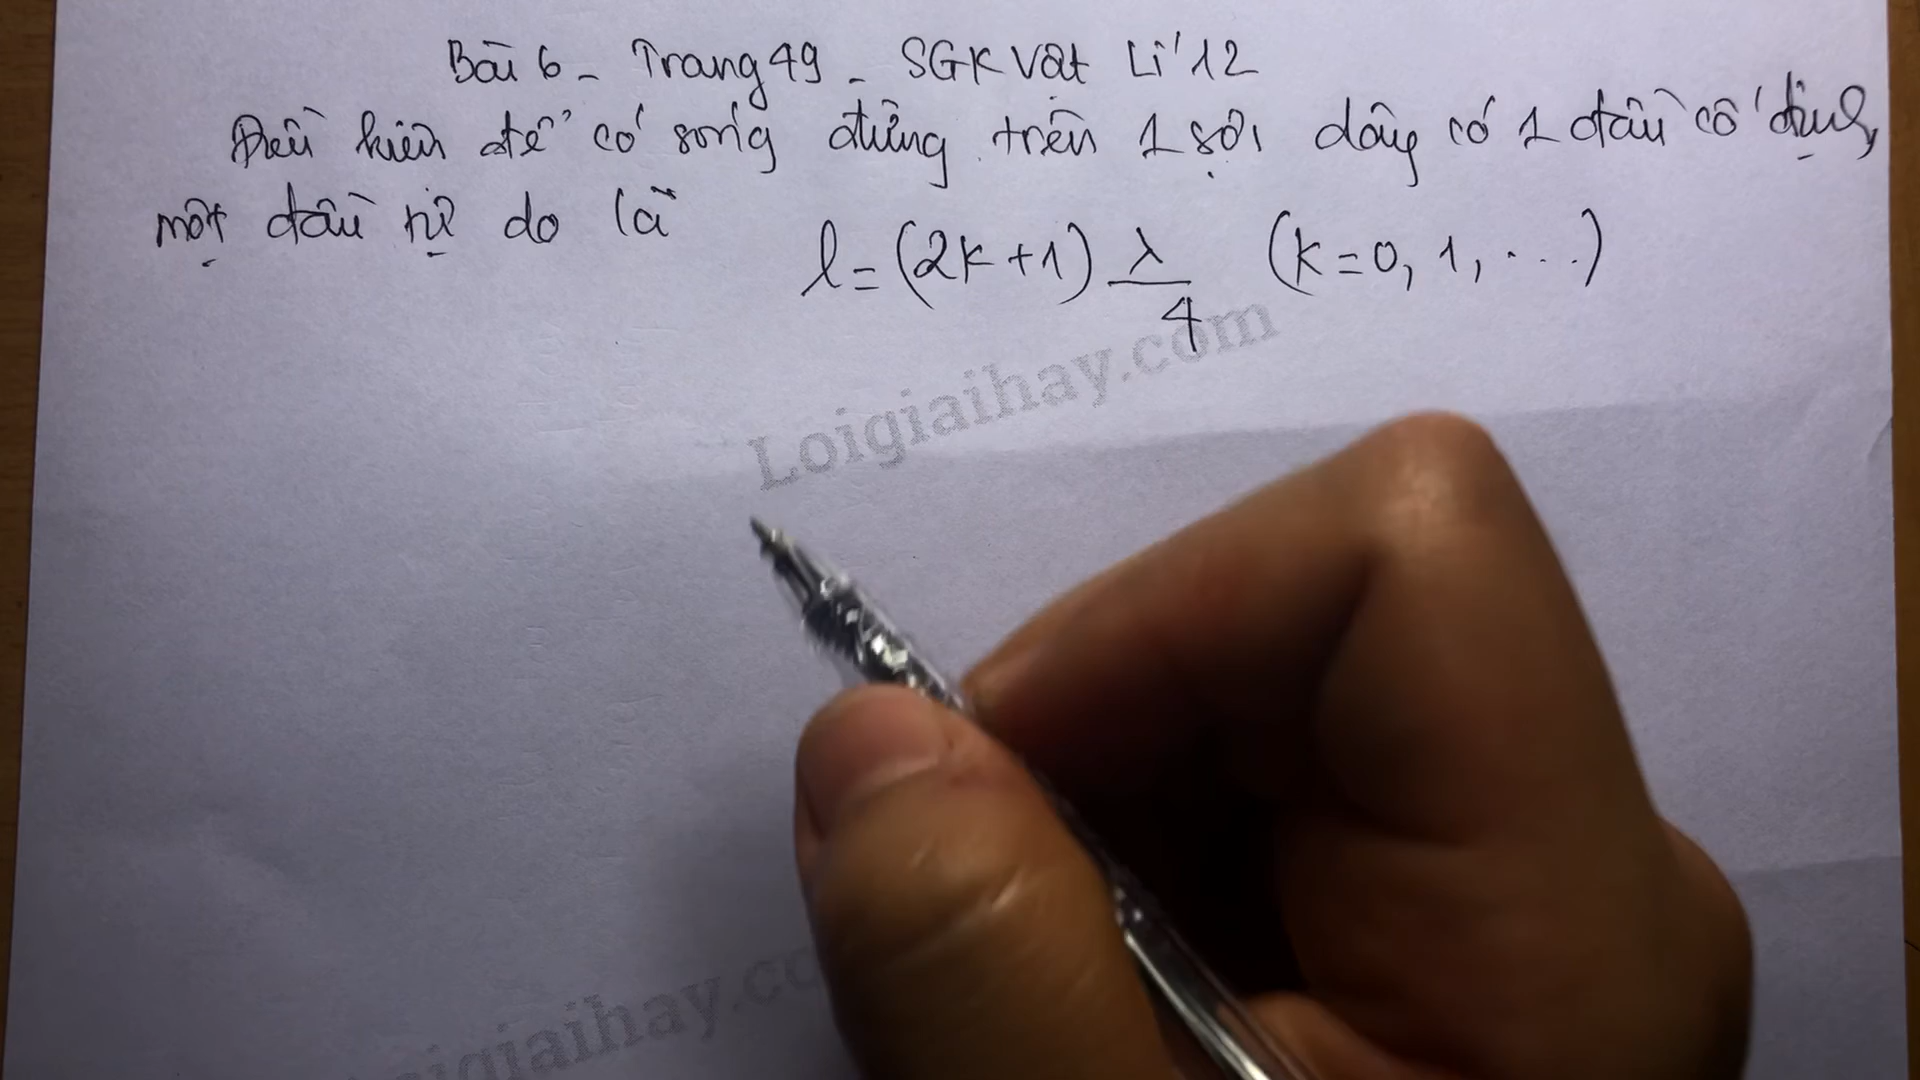 Bài 6 - Trang 49 - SGK Vật Lí 12
Điều kiện để có sóng dừng trên 1 sợi dây có 1 đầu cố định,
một đầu tự do là
l = (2k+1) λ/4 (k=0, 1, ...)
Loigiaihay.com
Loigiaihay.co